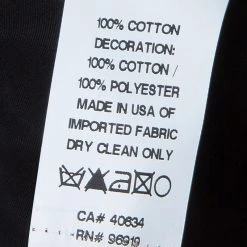 100% COTTON
DECORATION:
100% COTTON /
100% POLYESTER
MADE IN USA OF
IMPORTED FABRIC
DRY CLEAN ONLY
CA# 40634
RN# 96919